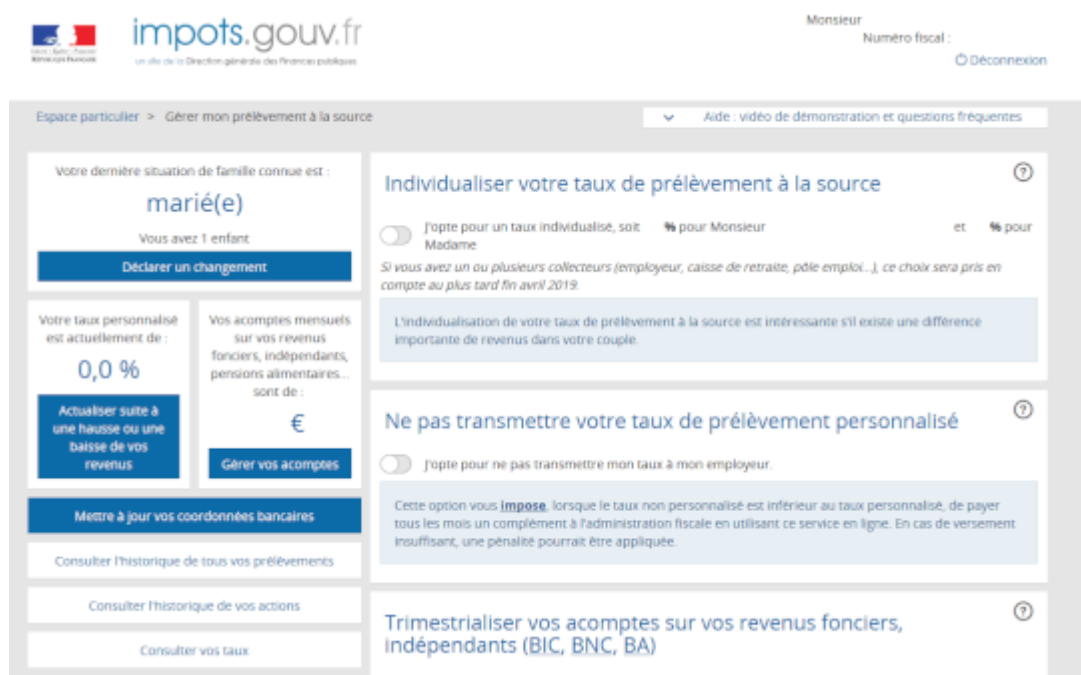 impots.gouv.fr
un site de la Direction générale des finances publiques
Monsieur
Numéro fiscal :
Déconnexion
Espace particulier > Gérer mon prélèvement à la source
Aide : vidéo de démonstration et questions fréquentes
Votre dernière situation de famille connue est :
marié(e)
Vous avez 1 enfant
Déclarer un changement
Votre taux personnalisé
est actuellement de :
0,0 %
Actualiser suite à
une hausse ou une
baisse de vos
revenus
Vos acomptes mensuels
sur vos revenus
fonciers, indépendants,
pensions alimentaires...
sont de :
€
Gérer vos acomptes
Mettre à jour vos coordonnées bancaires
Consulter l'historique de tous vos prélèvements
Consulter l'historique de vos actions
Consulter vos taux
Individualiser votre taux de prélèvement à la source
?
J'opte pour un taux individualisé, soit % pour Monsieur et % pour
Madame
Si vous avez un ou plusieurs collecteurs (employeur, caisse de retraite, pôle emploi...), ce choix sera pris en
compte au plus tard fin avril 2019.
L'individualisation de votre taux de prélèvement à la source est intéressante s'il existe une différence
importante de revenus dans votre couple.
Ne pas transmettre votre taux de prélèvement personnalisé
?
J'opte pour ne pas transmettre mon taux à mon employeur.
Cette option vous impose, lorsque le taux non personnalisé est inférieur au taux personnalisé, de payer
tous les mois un complément à l'administration fiscale en utilisant ce service en ligne. En cas de versement
insuffisant, une pénalité pourrait être appliquée.
Trimestrialiser vos acomptes sur vos revenus fonciers,
indépendants (BIC, BNC, BA)
?